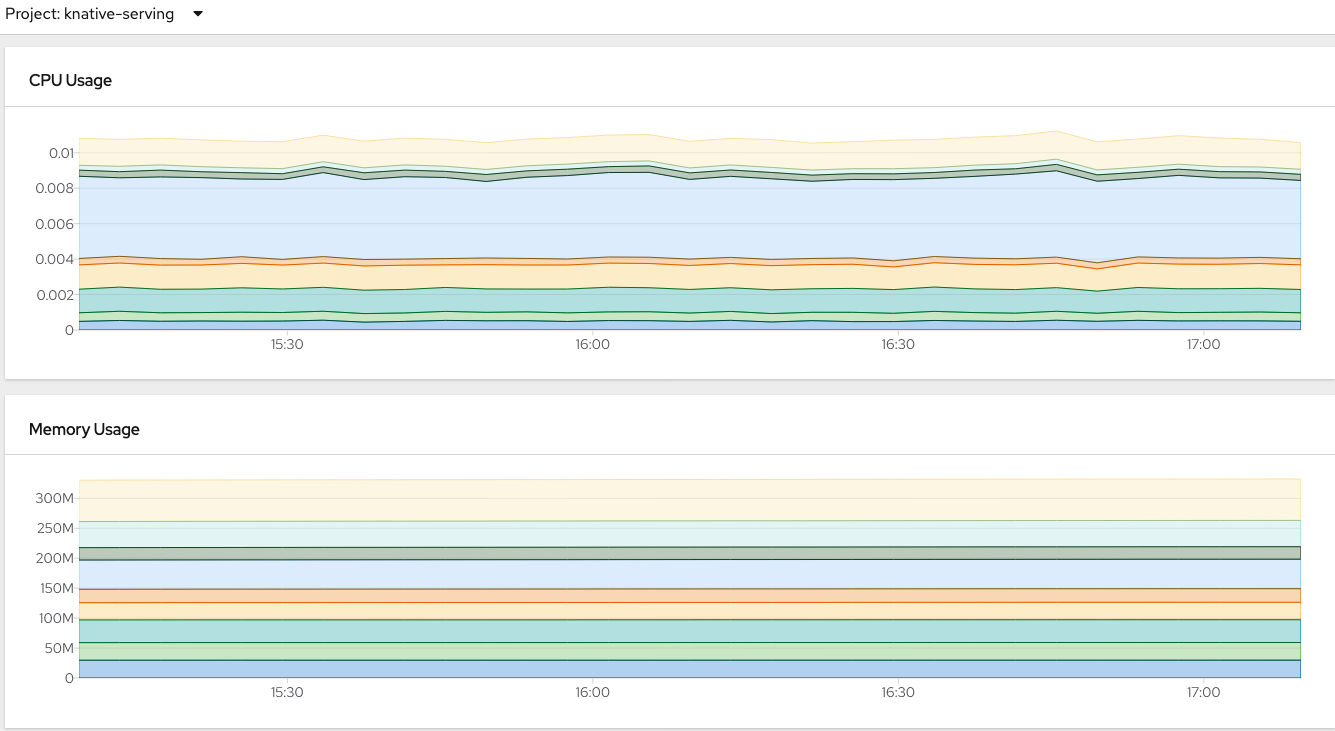 Project: knative-serving
CPU Usage
0.01
0.008
0.006
0.004
0.002
0
15:30 16:00 16:30 17:00
Memory Usage
300M
250M
200M
150M
100M
50M
0
15:30 16:00 16:30 17:00